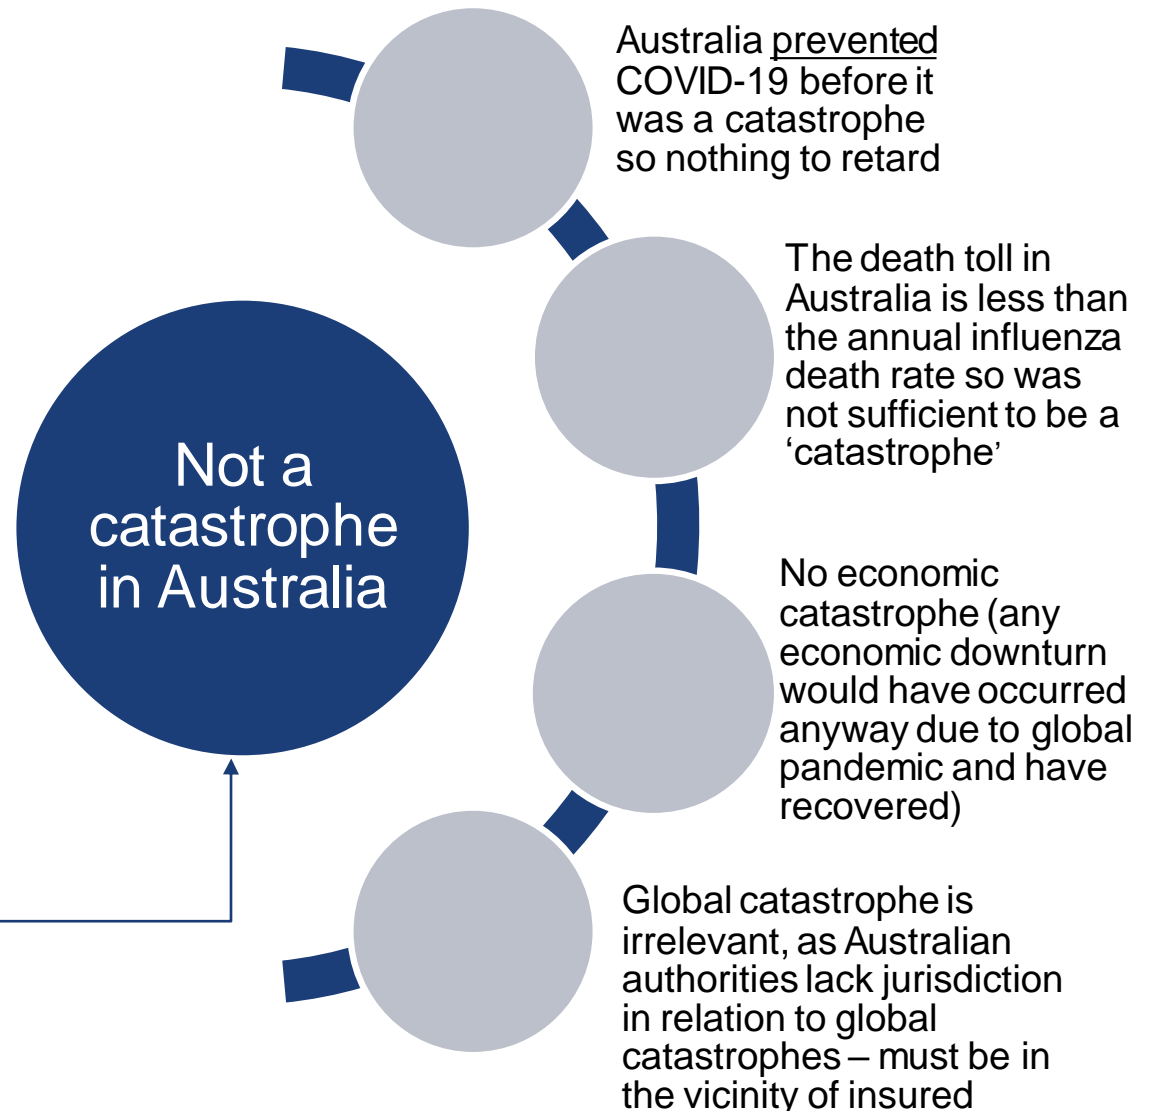 Australia prevented
COVID-19 before it
was a catastrophe
so nothing to retard
The death toll in
Australia is less than
the annual influenza
death rate so was
not sufficient to be a
‘catastrophe’
Not a
catastrophe
in Australia
No economic
catastrophe (any
economic downturn
would have occurred
anyway due to global
pandemic and have
recovered)
Global catastrophe is
irrelevant, as Australian
authorities lack jurisdiction
in relation to global
catastrophes – must be in
the vicinity of insured